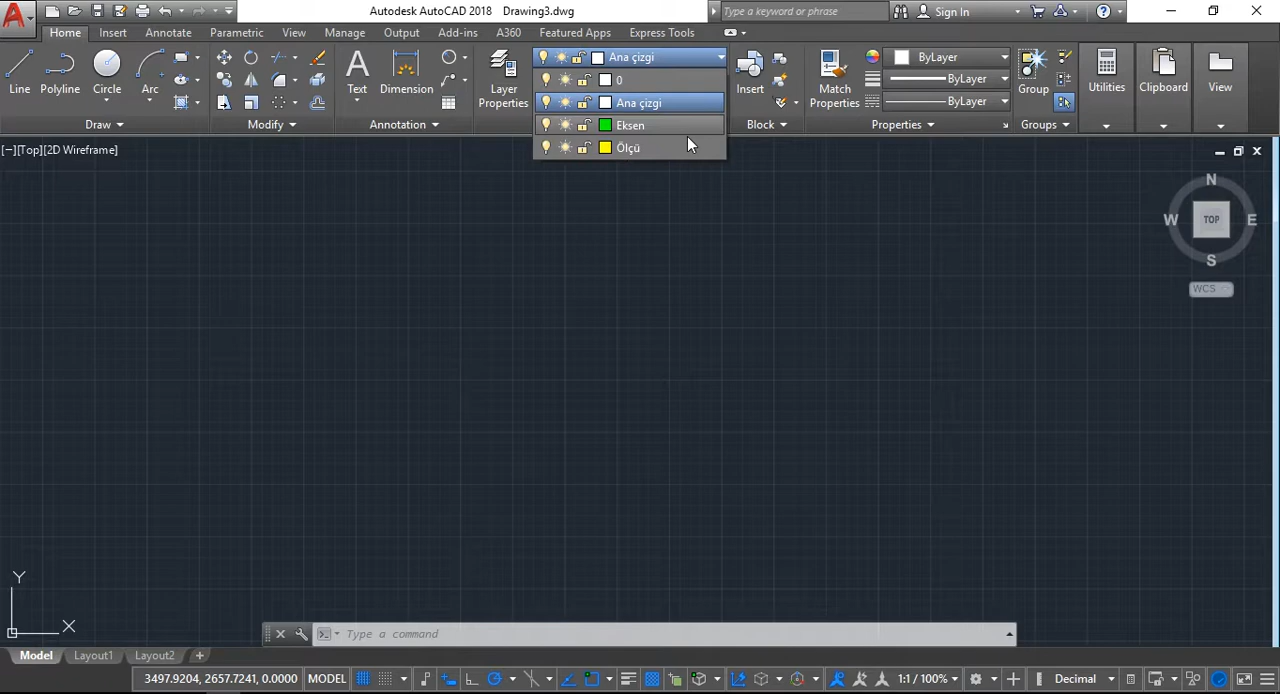 Autodesk AutoCAD 2018 Drawing3.dwg Type a keyword or phrase Sign In
Home Insert Annotate Parametric View Manage Output Add-ins A360 Featured Apps Express Tools
Line Polyline Circle Arc
Text Dimension
Layer Properties
Ana çizgi
0
Ana çizgi
Eksen
Ölçü
Insert
Match Properties
ByLayer
ByLayer
ByLayer
Group
Utilities Clipboard View
Draw Modify Annotation Block Properties Groups
[−][Top][2D Wireframe]
N
W TOP E
S
WCS
Y
X
Type a command
Model Layout1 Layout2 +
3497.9204, 2657.7241, 0.0000 MODEL 1:1 / 100% Decimal